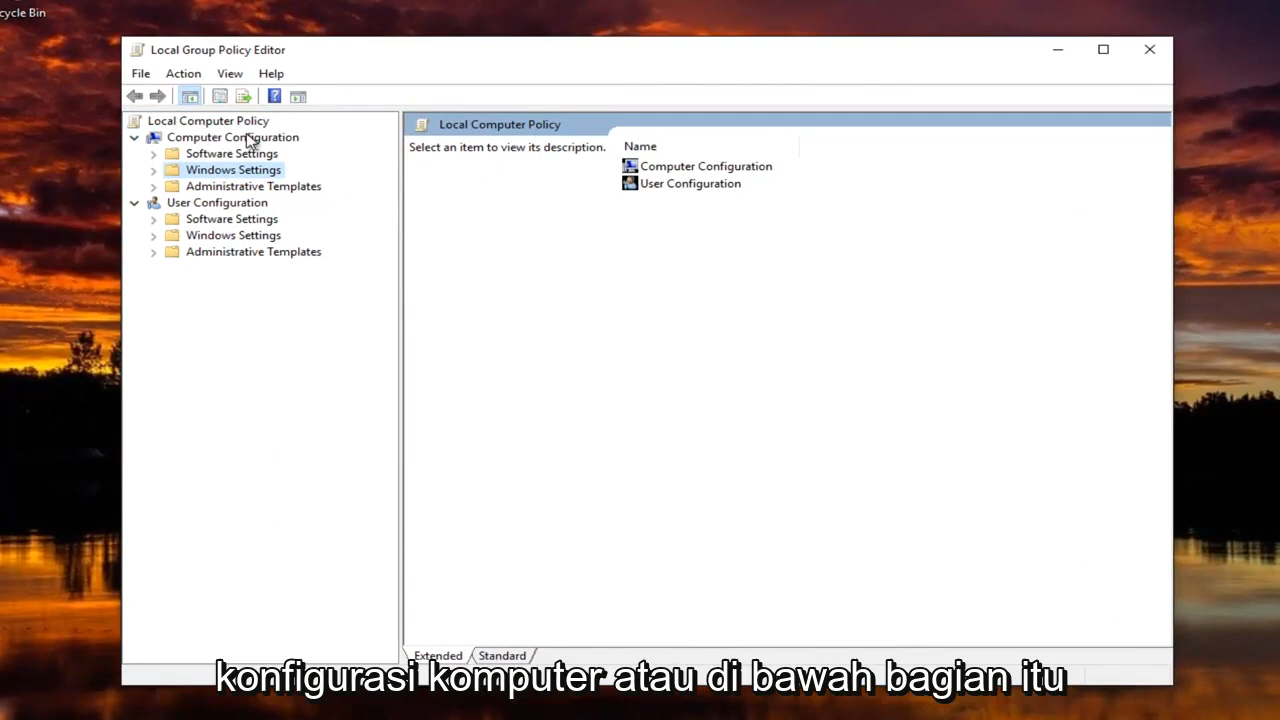 cycle Bin
Local Group Policy Editor
File Action View Help
Local Computer Policy
Computer Configuration
Software Settings
Windows Settings
Administrative Templates
User Configuration
Software Settings
Windows Settings
Administrative Templates
Local Computer Policy
Select an item to view its description.
Name
Computer Configuration
User Configuration
Extended Standard
konfigurasi komputer atau di bawah bagian itu